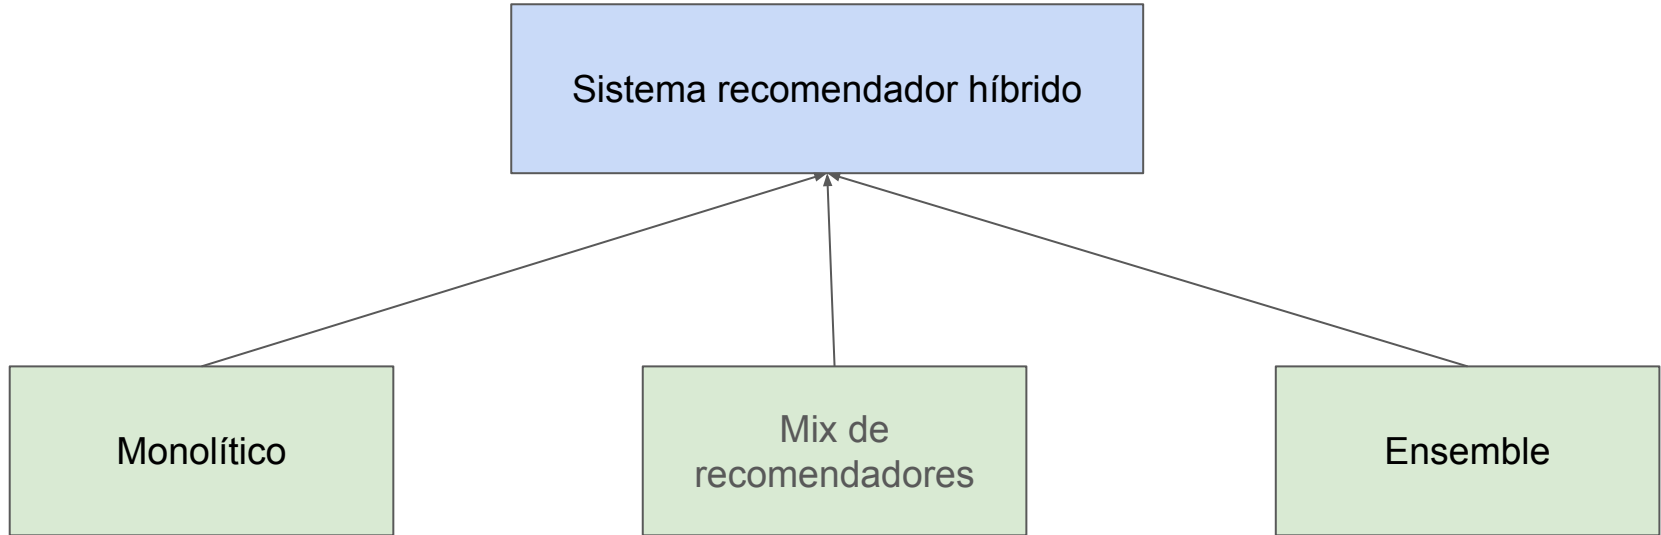 Sistema recomendador híbrido
Monolítico
Mix de
recomendadores
Ensemble